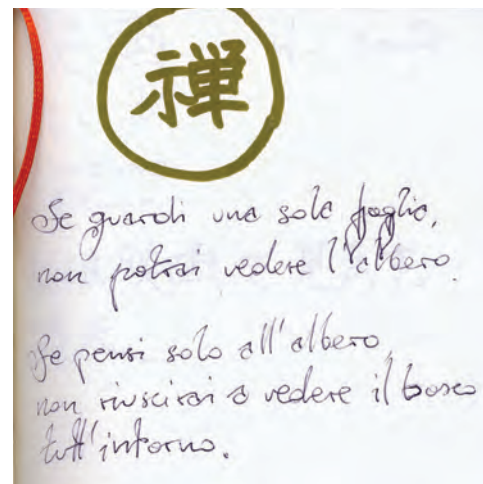 禅
Se guardi una sola foglia,
non potrai vedere l'albero.
Se pensi solo all'albero,
non riuscirai a vedere il bosco
tutt'intorno.